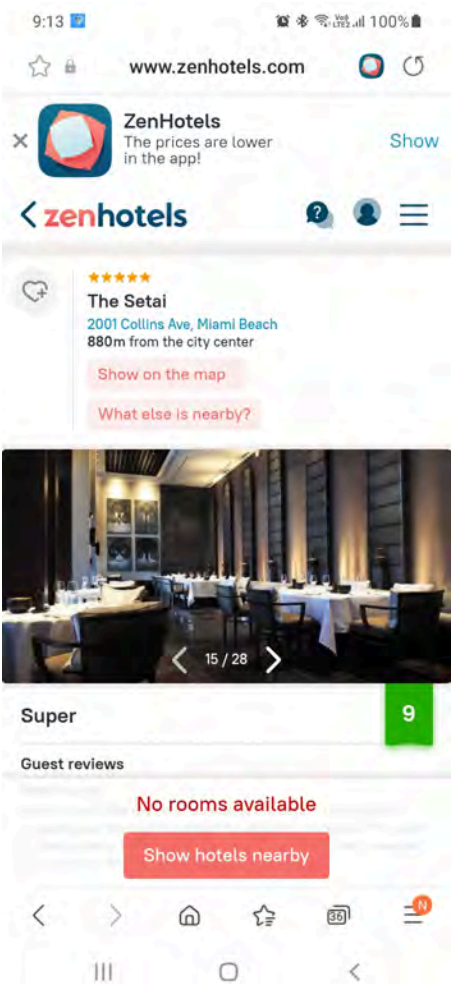 9:13
VoI) LTE2 100%
www.zenhotels.com
ZenHotels
The prices are lower
in the app!
Show
zenhotels
?
The Setai
2001 Collins Ave, Miami Beach
880m from the city center
Show on the map
What else is nearby?
15 / 28
Super
9
Guest reviews
No rooms available
Show hotels nearby
36
N